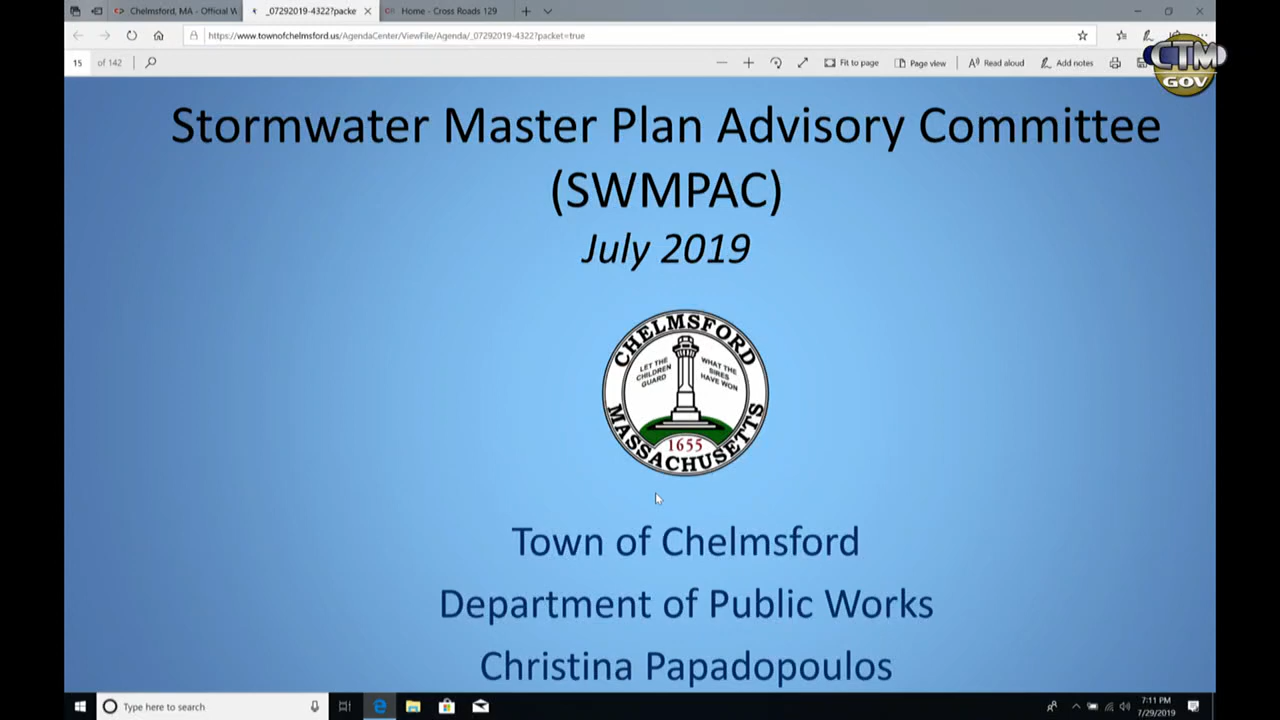 Chelmsford, MA - Official W
_07292019-4322?packe
Home - Cross Roads 129
https://www.townofchelmsford.us/AgendaCenter/ViewFile/Agenda/_07292019-4322?packet=true
15 of 142
Fit to page
Page view
Read aloud
Add notes
CTM
GOV
Stormwater Master Plan Advisory Committee
(SWMPAC)
July 2019
CHELMSFORD
LET THE CHILDREN GUARD
WHAT THE SIRES HAVE WON
1655
MASSACHUSETTS
Town of Chelmsford
Department of Public Works
Christina Papadopoulos
Type here to search
7:11 PM
7/29/2019